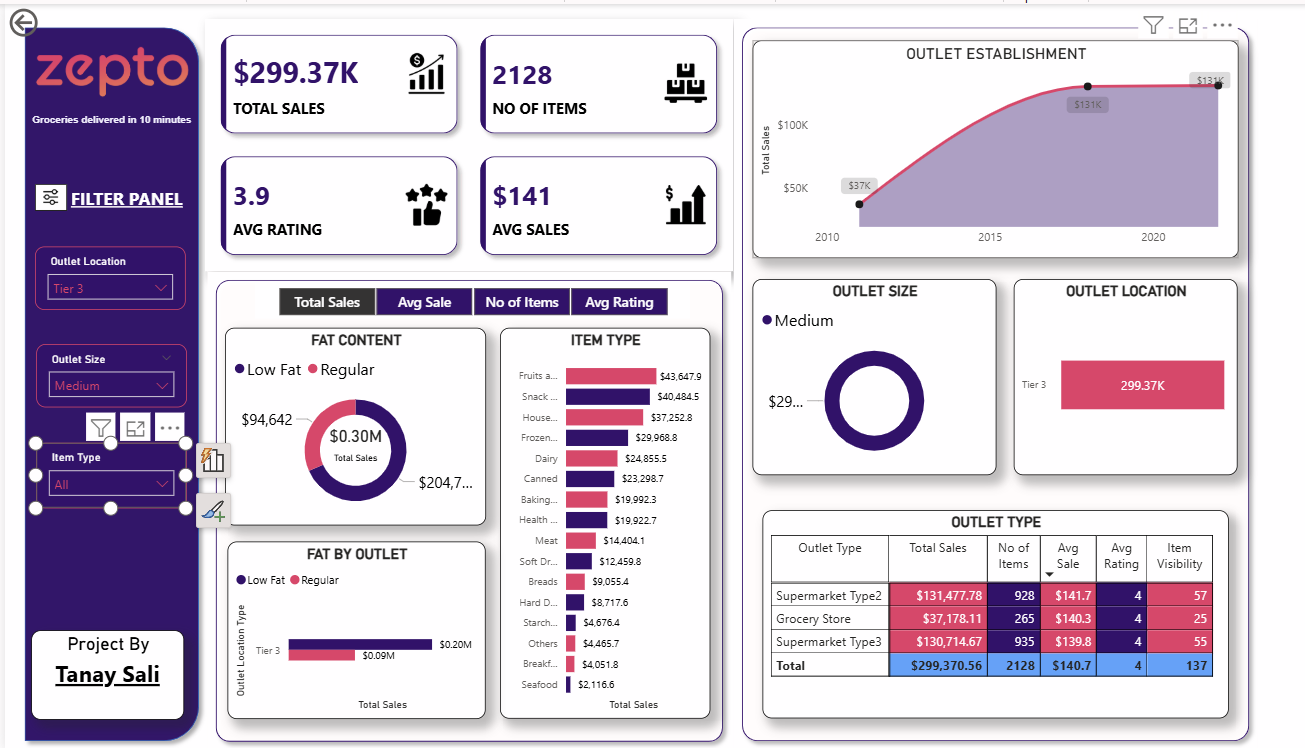 zepto
Groceries delivered in 10 minutes
FILTER PANEL
Outlet Location
Tier 3
Outlet Size
Medium
Item Type
All
Project By
Tanay Sali
$299.37K
TOTAL SALES
2128
NO OF ITEMS
3.9
AVG RATING
$141
AVG SALES
Total Sales Avg Sale No of Items Avg Rating
FAT CONTENT
Low Fat Regular
$94,642
$0.30M
Total Sales
$204,7...
FAT BY OUTLET
Low Fat Regular
Outlet Location Type
Tier 3
$0.20M
$0.09M
Total Sales
ITEM TYPE
Fruits a... $43,647.9
Snack ... $40,484.5
House... $37,252.8
Frozen... $29,968.8
Dairy $24,855.5
Canned $23,298.7
Baking... $19,992.3
Health ... $19,922.7
Meat $14,404.1
Soft Dr... $12,459.8
Breads $9,055.4
Hard D... $8,717.6
Starch... $4,676.4
Others $4,465.7
Breakf... $4,051.8
Seafood $2,116.6
Total Sales
OUTLET ESTABLISHMENT
Total Sales
$100K
$50K
$37K
$131K
$131K
2010 2015 2020
OUTLET SIZE
Medium
$29...
OUTLET LOCATION
Tier 3 299.37K
OUTLET TYPE
Outlet Type Total Sales No of Items Avg Sale Avg Rating Item Visibility
Supermarket Type2 $131,477.78 928 $141.7 4 57
Grocery Store $37,178.11 265 $140.3 4 25
Supermarket Type3 $130,714.67 935 $139.8 4 55
Total $299,370.56 2128 $140.7 4 137